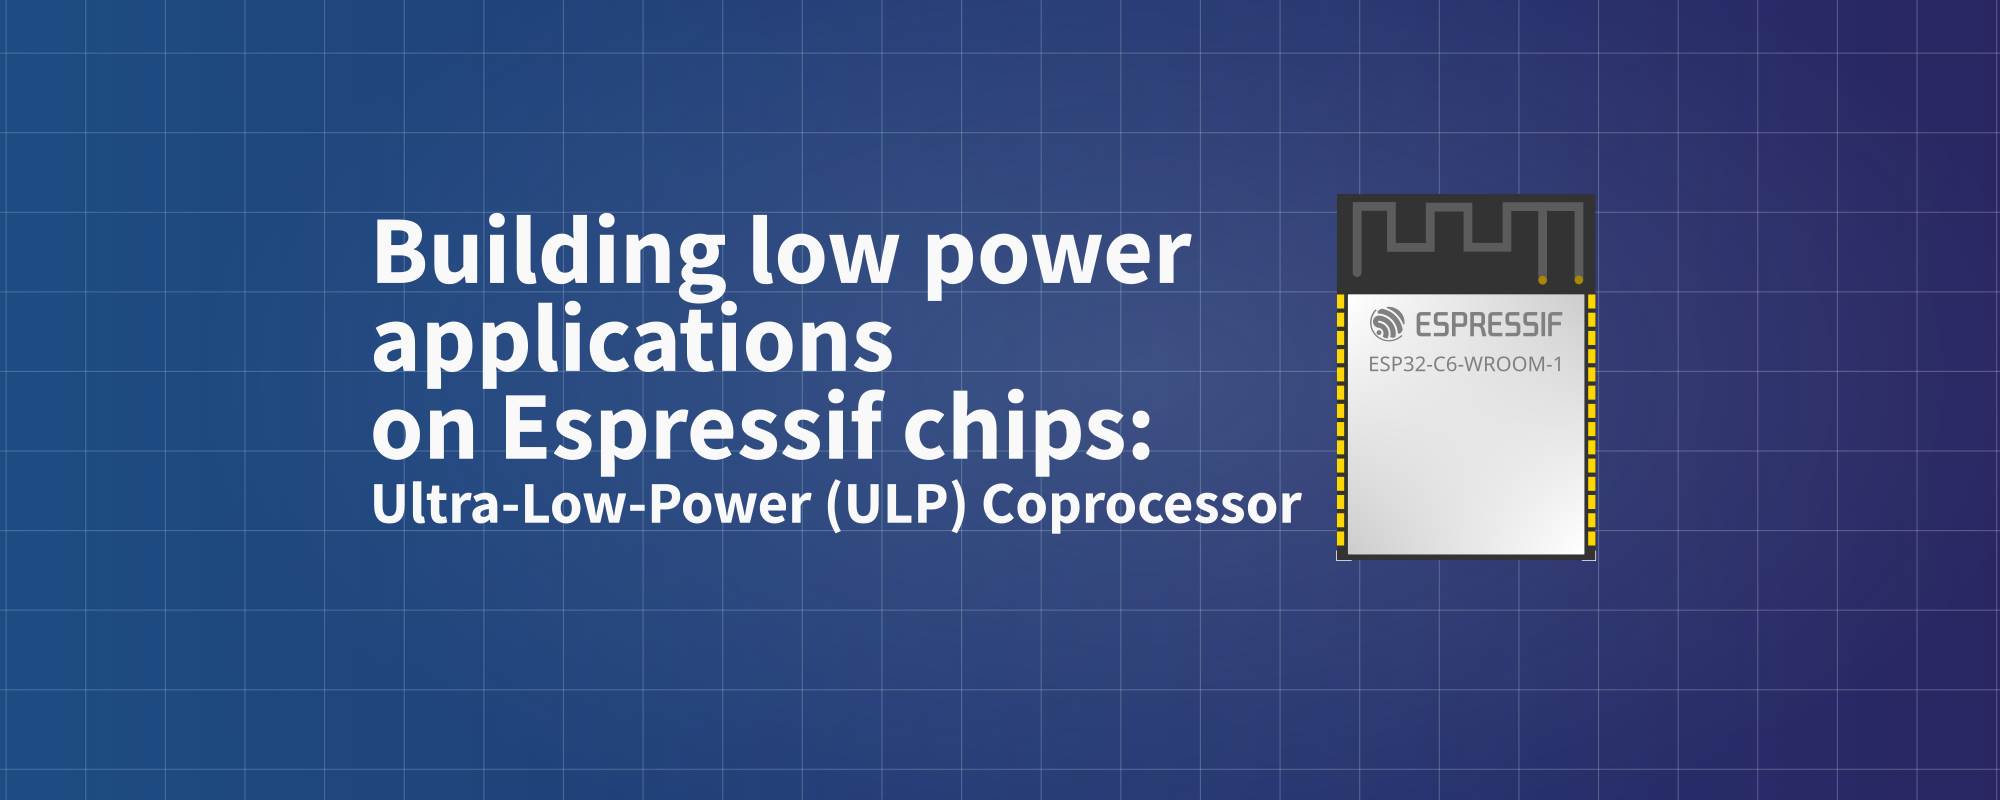 Building low power
applications
on Espressif chips:
Ultra-Low-Power (ULP) Coprocessor
ESPRESSIF
ESP32-C6-WROOM-1